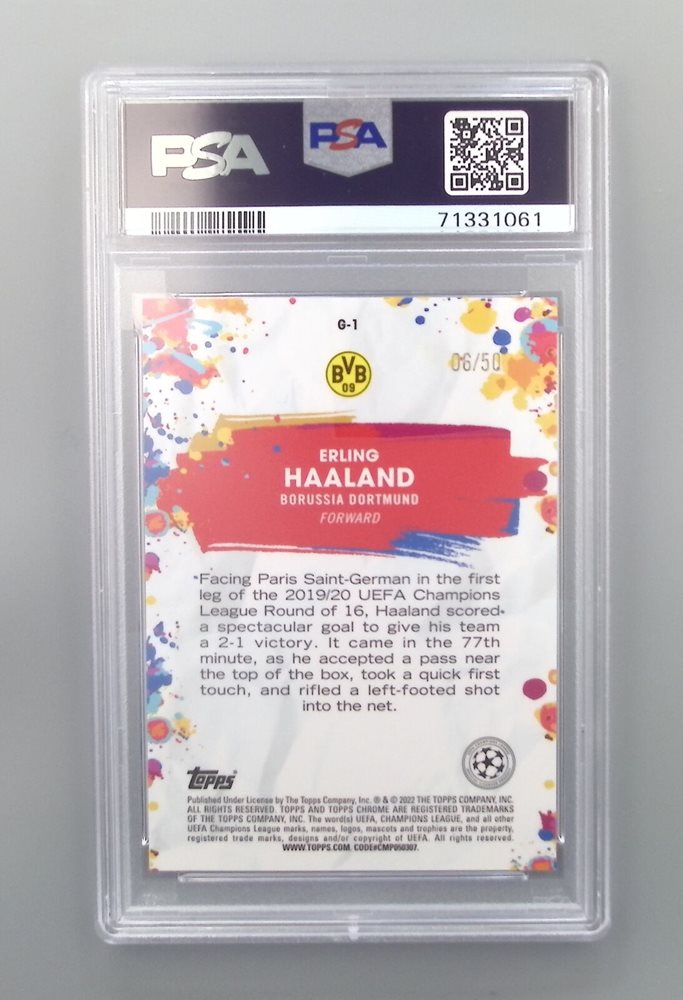 PSA
PSA
71331061
G-1
BVB
09
06/50
ERLING
HAALAND
BORUSSIA DORTMUND
FORWARD
Facing Paris Saint-German in the first
leg of the 2019/20 UEFA Champions
League Round of 16, Haaland scored
a spectacular goal to give his team
a 2-1 victory. It came in the 77th
minute, as he accepted a pass near
the top of the box, took a quick first
touch, and rifled a left-footed shot
into the net.
Topps
Published Under License by The Topps Company, Inc. ® & © 2022 THE TOPPS COMPANY, INC.
ALL RIGHTS RESERVED. TOPPS AND TOPPS CHROME ARE REGISTERED TRADEMARKS
OF THE TOPPS COMPANY, INC. The word(s) UEFA, CHAMPIONS LEAGUE, and all other
UEFA Champions League marks, names, logos, mascots and trophies are the property,
registered trade marks, designs and/or copyright of UEFA. All rights reserved.
WWW.TOPPS.COM. CODE#CMP050307.